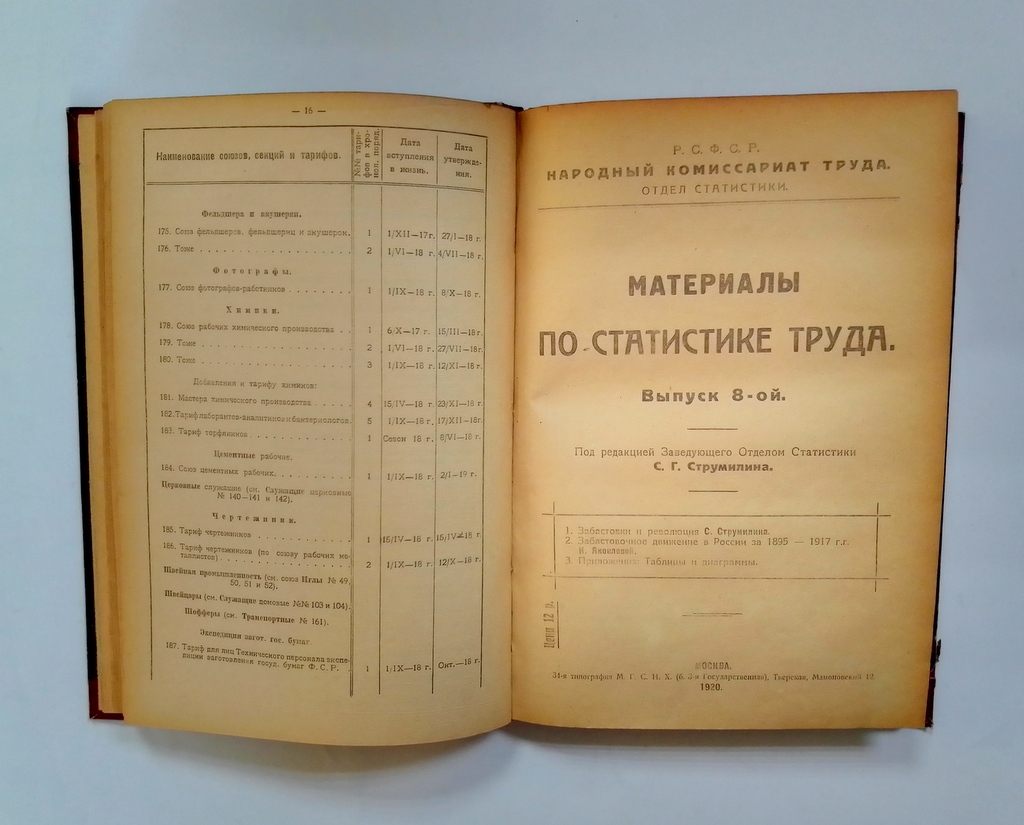 — 16 —
Наименование союзов, секций и тарифов.
№№ тари-
фов в хро-
нол. поряд.
Дата
вступления
в жизнь.
Дата
утвержде-
ния.
Фельдшера и акушерки.
175. Союз фельдшеров, фельдшериц и акушерок. 1 1/XII—17 г. 27/I—18 г.
176. Тоже 2 1/VI—18 г. 4/VII—18 г.
Фотографы.
177. Союз фотографов-работников 1 1/IX—18 г. 8/X—18 г.
Химики.
178. Союз рабочих химического производства 1 6/X—17 г. 15/III—18 г.
179. Тоже 2 1/VI—18 г. 27/VII—18 г.
180. Тоже 3 1/IX—18 г. 12/XI—18 г.
Добавления к тарифу химиков:
181. Мастера химического производства 4 15/IV—18 г. 23/XI—18 г.
182. Тариф лаборантов-аналитиков и бактериологов. 5 1/IX—18 г. 17/XII—18 г.
183. Тариф торфяников 1 Сезон 18 г. 8/VI—18 г.
Цементные рабочие.
184. Союз цементных рабочих. 1 1/IX—18 г. 2/I—19 г.
Церковные служащие (см. Служащие церковные
№ 140—141 и 142).
Чертежники.
185. Тариф чертежников 1 15/IV—18 г. 15/IV—18 г.
186. Тариф чертежников (по союзу рабочих ме-
таллистов) 2 1/IX—18 г. 12/X—18 г.
Швейная промышленность (см. союз Иглы № 49,
50, 51 и 52).
Швейцары (см. Служащие домовые №№ 103 и 104).
Шофферы (см. Транспортные № 161).
Экспедиция загот. гос. бумаг
187. Тариф для лиц Технического персонала экспе-
диции заготовления госуд. бумаг Ф. С. Р. 1 1/IX—18 г. Окт.—18 г.
Р. С. Ф. С. Р.
НАРОДНЫЙ КОМИССАРИАТ ТРУДА.
ОТДЕЛ СТАТИСТИКИ.
МАТЕРИАЛЫ
ПО СТАТИСТИКЕ ТРУДА.
Выпуск 8-ой.
Под редакцией Заведующего Отделом Статистики
С. Г. Струмилина.
1. Забастовки и революция С. Струмилина.
2. Забастовочное движение в России за 1895 — 1917 г.г.
К. Яковлевой.
3. Приложения: Таблицы и диаграммы.
Цена 12 р.
МОСКВА.
31-я типография М. Г. С. Н. Х. (б. 3-я Государственная), Тверская, Мамоновский 12
1920.